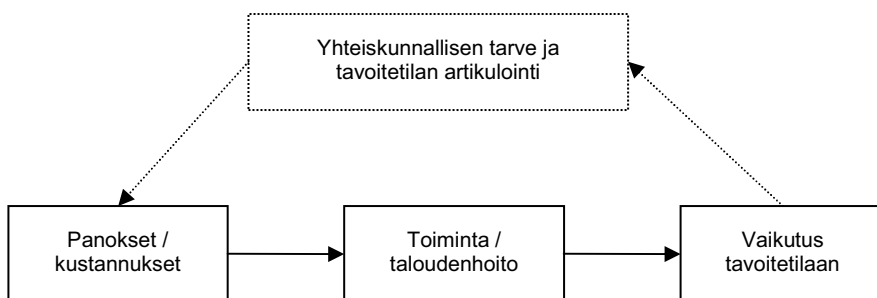 Yhteiskunnallisen tarve ja
tavoitetilan artikulointi
Panokset /
kustannukset
Toiminta /
taloudenhoito
Vaikutus
tavoitetilaan